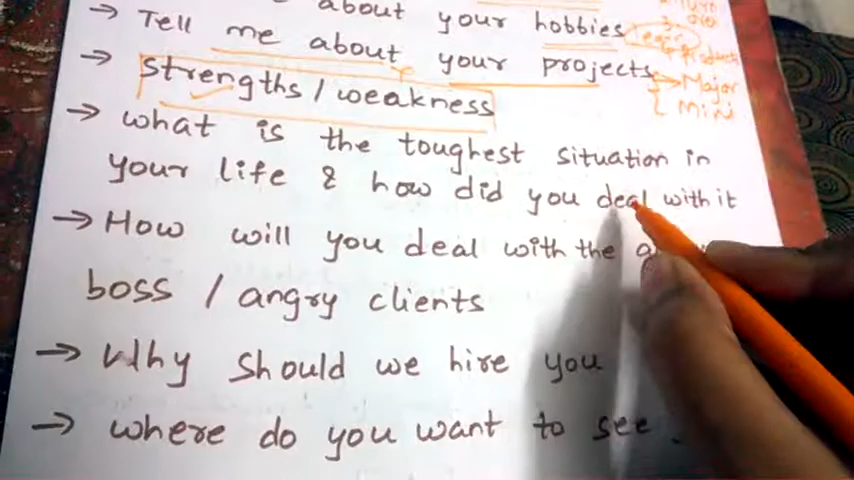 about your hobbies
→ Tell me about your projects
→ Strengths / weakness
Major
Mini
→ what is the toughest situation in
your life & how did you deal with it
→ How will you deal with the
boss / angry clients
→ Why should we hire you
→ where do you want to see